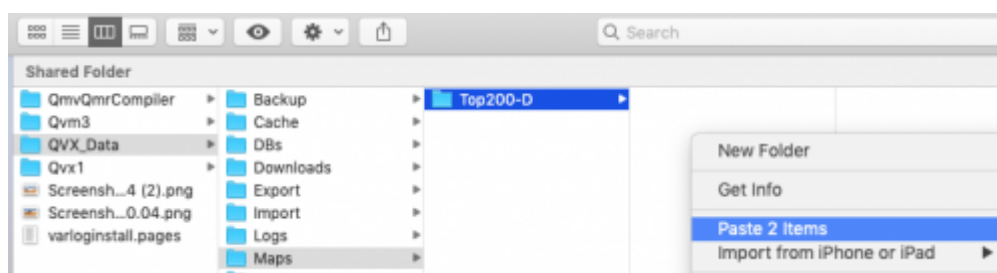 Search
Shared Folder
QmvQmrCompiler
Qvm3
QVX_Data
Qvx1
Screensh...4 (2).png
Screensh...0.04.png
varloginstall.pages
Backup
Cache
DBs
Downloads
Export
Import
Logs
Maps
Top200-D
New Folder
Get Info
Paste 2 Items
Import from iPhone or iPad